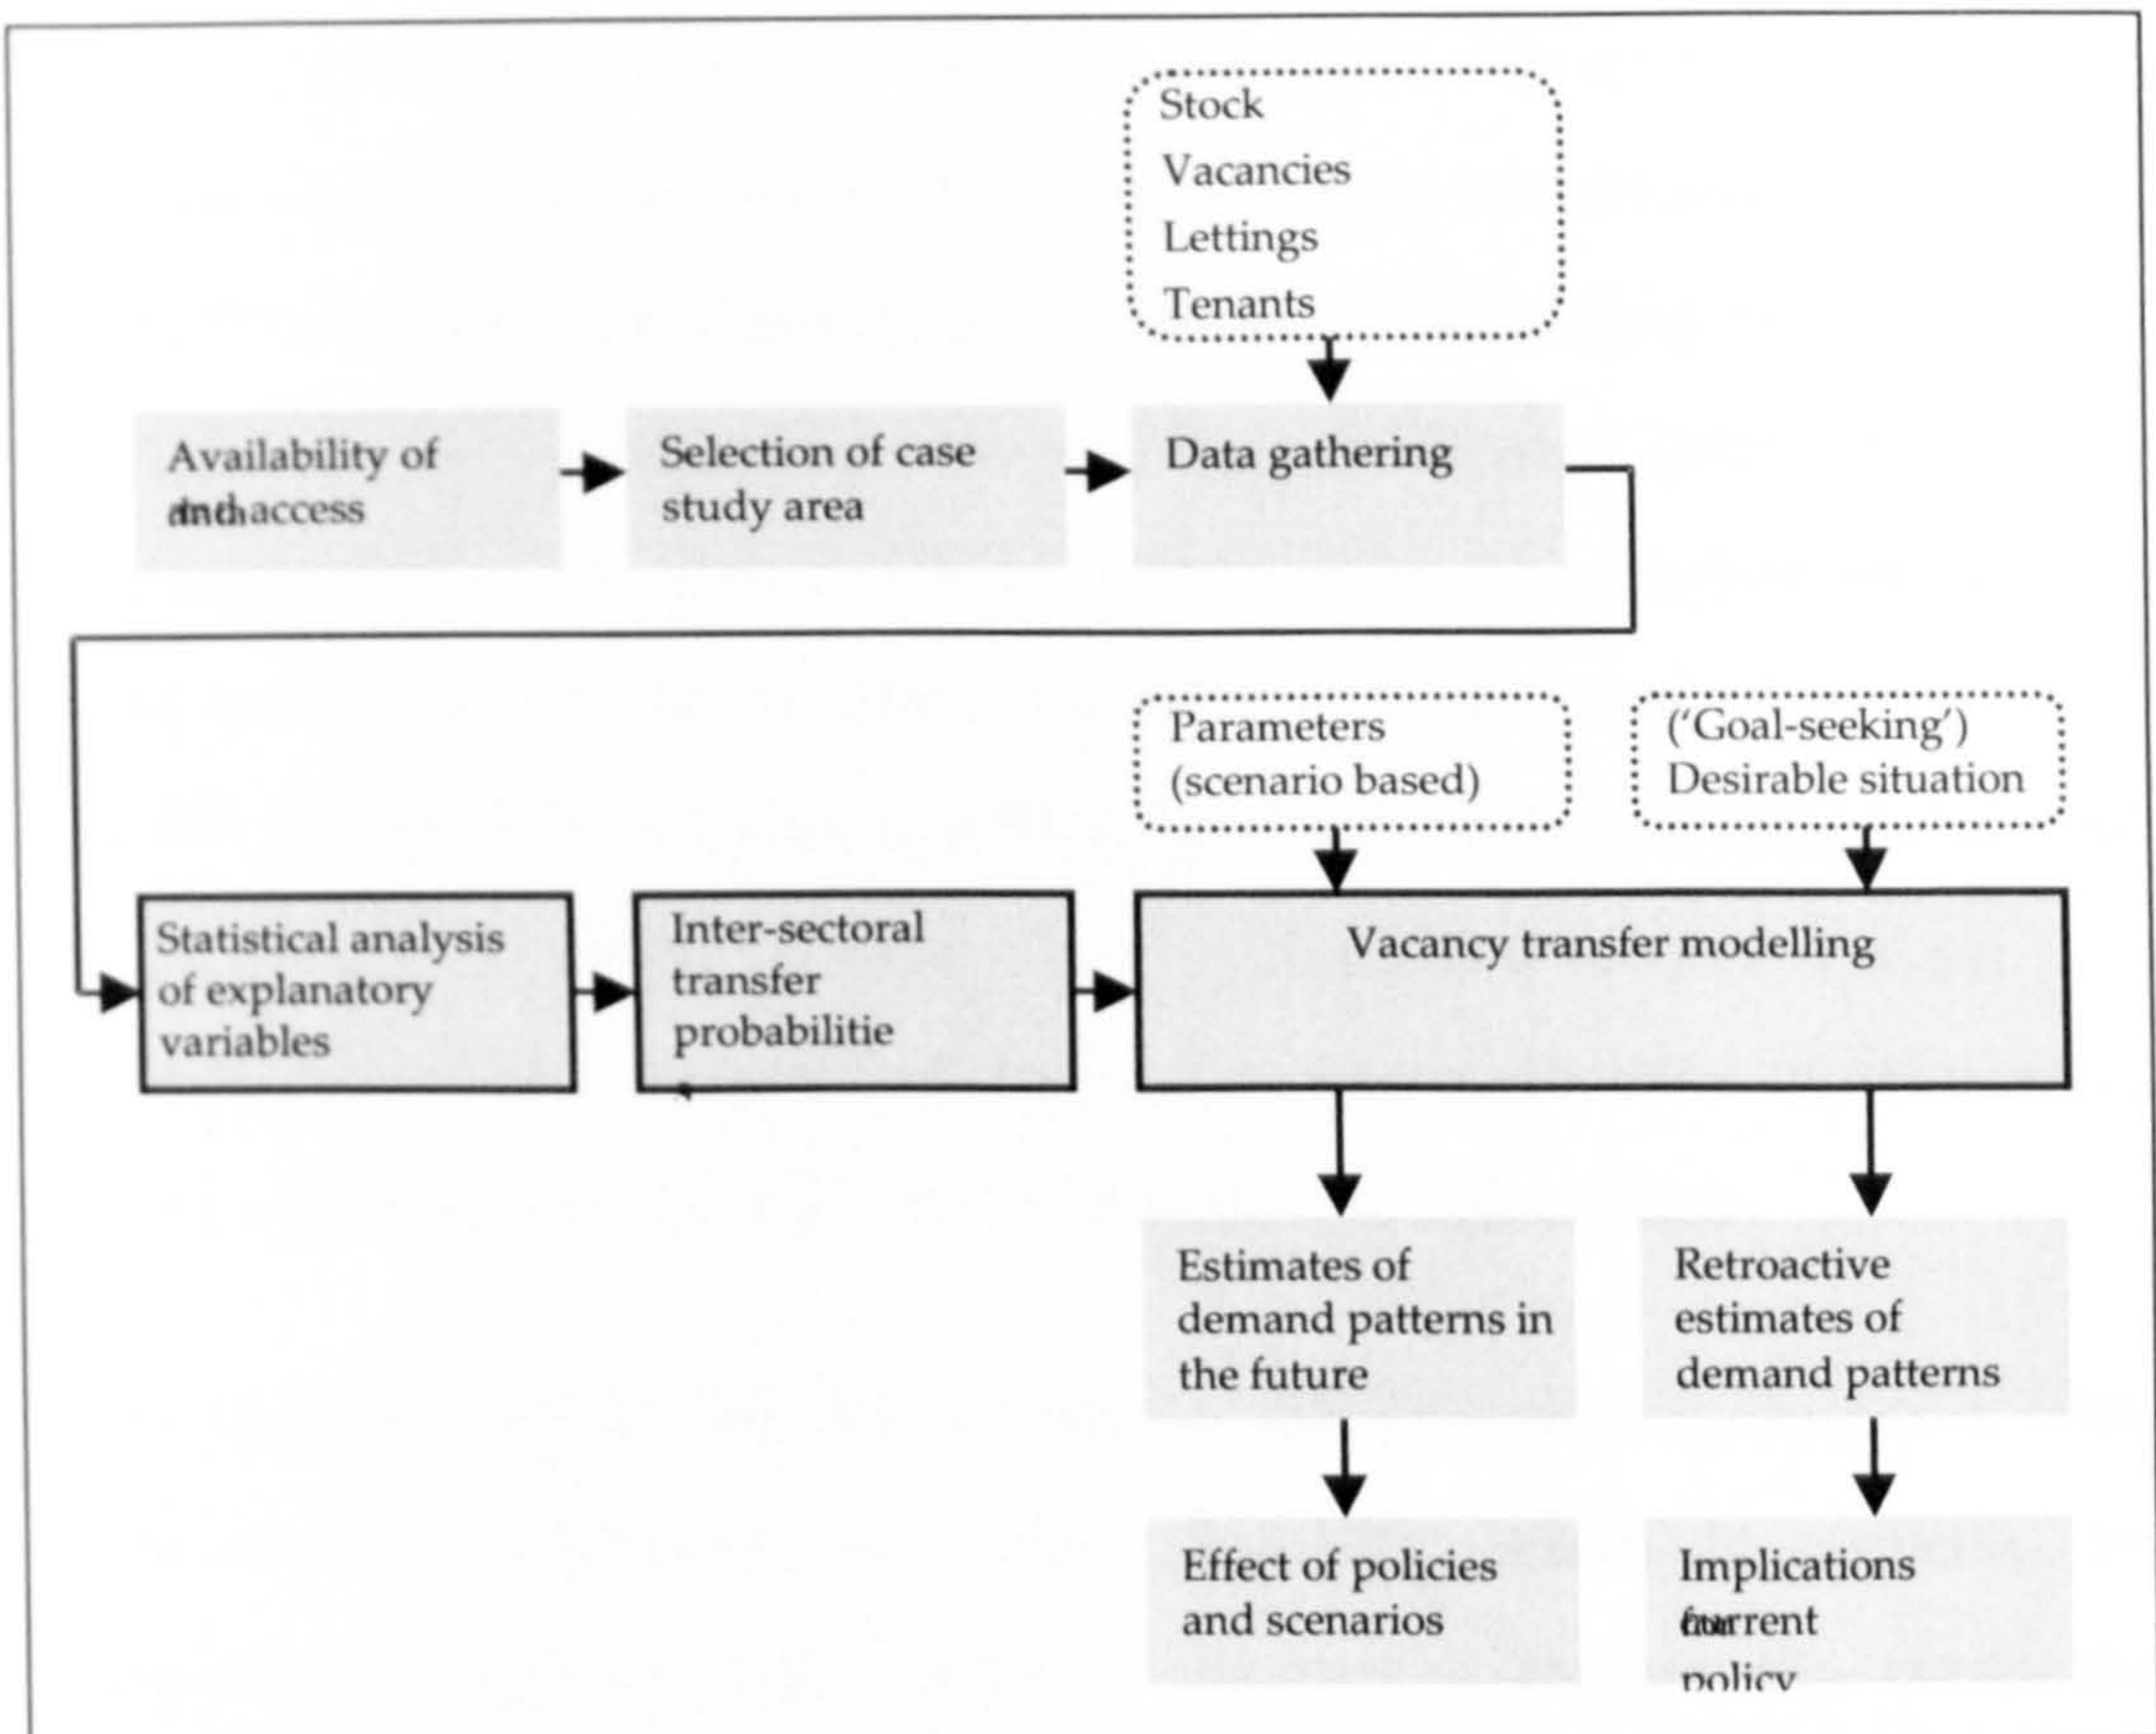 Stock
Vacancies
Lettings
Tenants
Availability of
access
Selection of case
study area
Data gathering
Parameters
(scenario based)
('Goal-seeking')
Desirable situation
Statistical analysis
of explanatory
variables
Inter-sectoral
transfer
probabilitie
Vacancy transfer modelling
Estimates of
demand patterns in
the future
Retroactive
estimates of
demand patterns
Effect of policies
and scenarios
Implications
current
policy